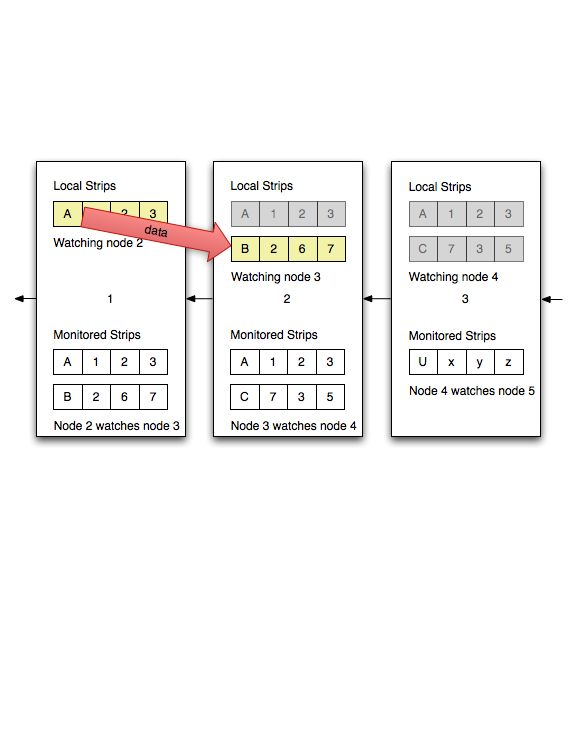 Local Strips
A 2 3
data
Watching node 2
1
Monitored Strips
A 1 2 3
B 2 6 7
Node 2 watches node 3
Local Strips
A 1 2 3
B 2 6 7
Watching node 3
2
Monitored Strips
A 1 2 3
C 7 3 5
Node 3 watches node 4
Local Strips
A 1 2 3
C 7 3 5
Watching node 4
3
Monitored Strips
U x y z
Node 4 watches node 5